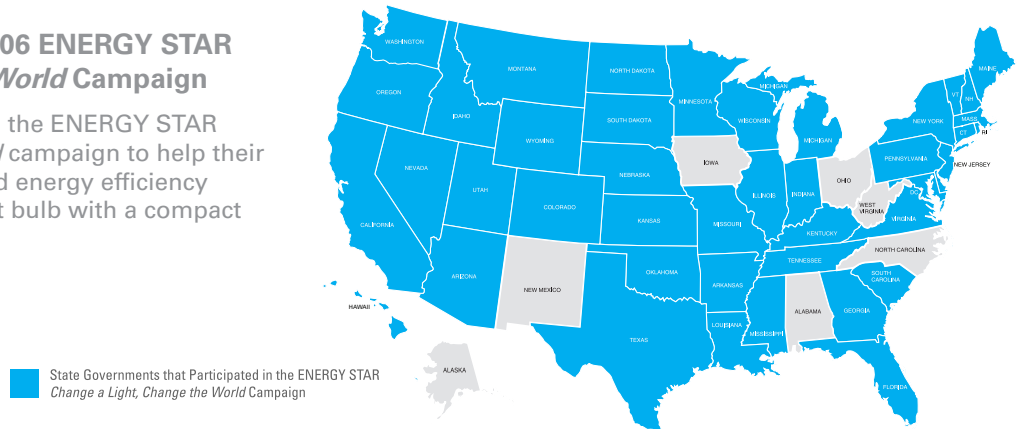 06 ENERGY STAR
World Campaign
the ENERGY STAR
campaign to help their
energy efficiency
bulb with a compact
WASHINGTON
OREGON
CALIFORNIA
NEVADA
IDAHO
MONTANA
WYOMING
UTAH
ARIZONA
COLORADO
NEW MEXICO
NORTH DAKOTA
SOUTH DAKOTA
NEBRASKA
KANSAS
OKLAHOMA
TEXAS
MINNESOTA
IOWA
MISSOURI
ARKANSAS
LOUISIANA
WISCONSIN
ILLINOIS
MICHIGAN
MICHIGAN
INDIANA
OHIO
KENTUCKY
TENNESSEE
MISSISSIPPI
ALABAMA
GEORGIA
FLORIDA
SOUTH
CAROLINA
NORTH CAROLINA
WEST
VIRGINIA
VIRGINIA
DC
PENNSYLVANIA
NEW JERSEY
NEW YORK
CT
RI
MASS
VT
NH
MAINE
HAWAII
ALASKA
State Governments that Participated in the ENERGY STAR
Change a Light, Change the World Campaign